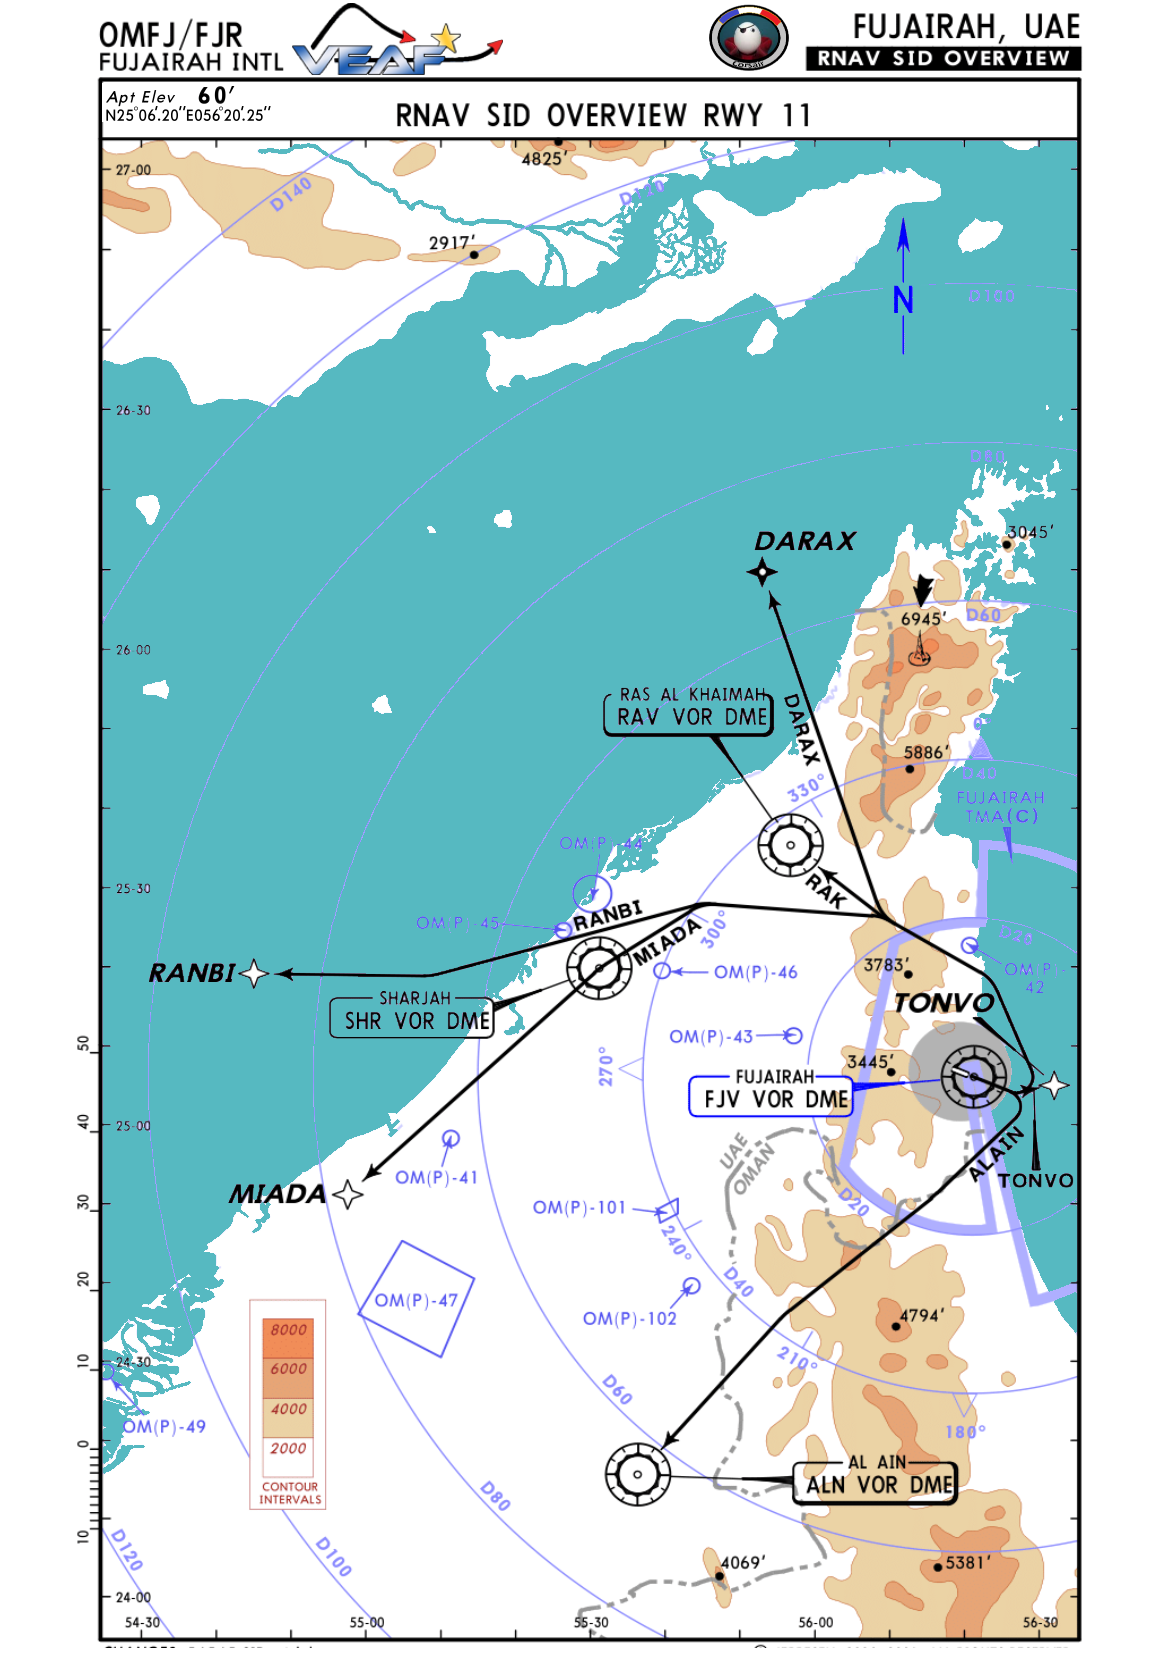 OMFJ/FJR
FUJAIRAH INTL
VEAF
Corsair
FUJAIRAH, UAE
RNAV SID OVERVIEW
Apt Elev 60'
N25°06'.20"E056°20'.25"
RNAV SID OVERVIEW RWY 11
4825'
27-00
D140
D120
2917'
N
D100
26-30
D80
3045'
DARAX
6945'
D60
26 00
RAS AL KHAIMAH
RAV VOR DME
DARAX
5886'
D40
330°
FUJAIRAH
TMA(C)
OM(P)-44
25-30
RAK
RANBI
OM(P)-45
MIADA
300°
D20
3783'
OM(P)-46
OM(P)-
42
RANBI
SHARJAH
SHR VOR DME
TONVO
50
OM(P)-43
270°
3445'
FUJAIRAH
FJV VOR DME
40
25-00
UAE
OMAN
ALAIN
TONVO
OM(P)-41
MIADA
30
OM(P)-101
D20
240°
20
D40
OM(P)-47
OM(P)-102
4794'
8000
6000
4000
2000
CONTOUR
INTERVALS
10
24-30
210°
D60
OM(P)-49
180°
0
AL AIN
ALN VOR DME
D80
10
D120
D100
4069'
5381'
24-00
54-30
55-00
55-30
56-00
56-30